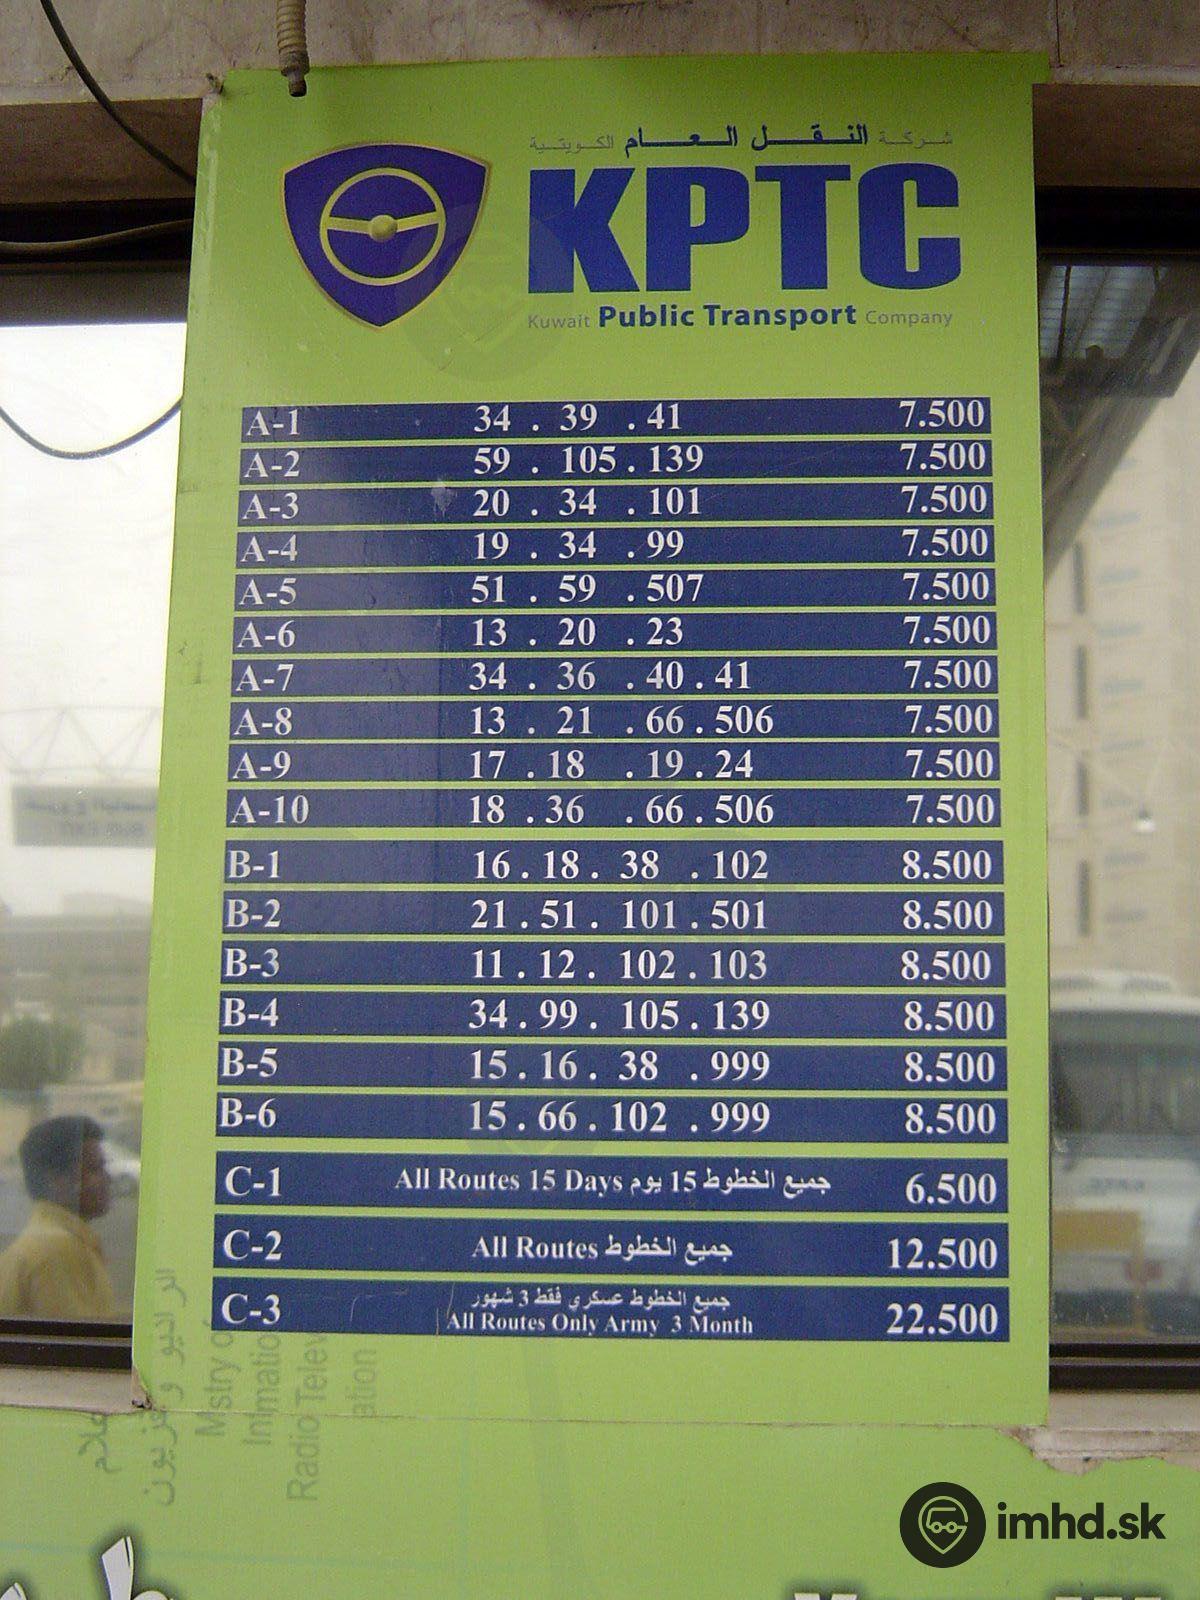 شركة النقل العام الكويتية
KPTC
Kuwait Public Transport Company
A-1 34 . 39 . 41 7.500
A-2 59 . 105 . 139 7.500
A-3 20 . 34 . 101 7.500
A-4 19 . 34 . 99 7.500
A-5 51 . 59 . 507 7.500
A-6 13 . 20 . 23 7.500
A-7 34 . 36 . 40 . 41 7.500
A-8 13 . 21 . 66 . 506 7.500
A-9 17 . 18 . 19 . 24 7.500
A-10 18 . 36 . 66 . 506 7.500
B-1 16 . 18 . 38 . 102 8.500
B-2 21 . 51 . 101 . 501 8.500
B-3 11 . 12 . 102 . 103 8.500
B-4 34 . 99 . 105 . 139 8.500
B-5 15 . 16 . 38 . 999 8.500
B-6 15 . 66 . 102 . 999 8.500
C-1 All Routes 15 Days جميع الخطوط 15 يوم 6.500
C-2 All Routes جميع الخطوط 12.500
جميع الخطوط عسكري فقط 3 شهور
C-3 All Routes Only Army 3 Month 22.500
Mstry of
Radio
imhd.sk